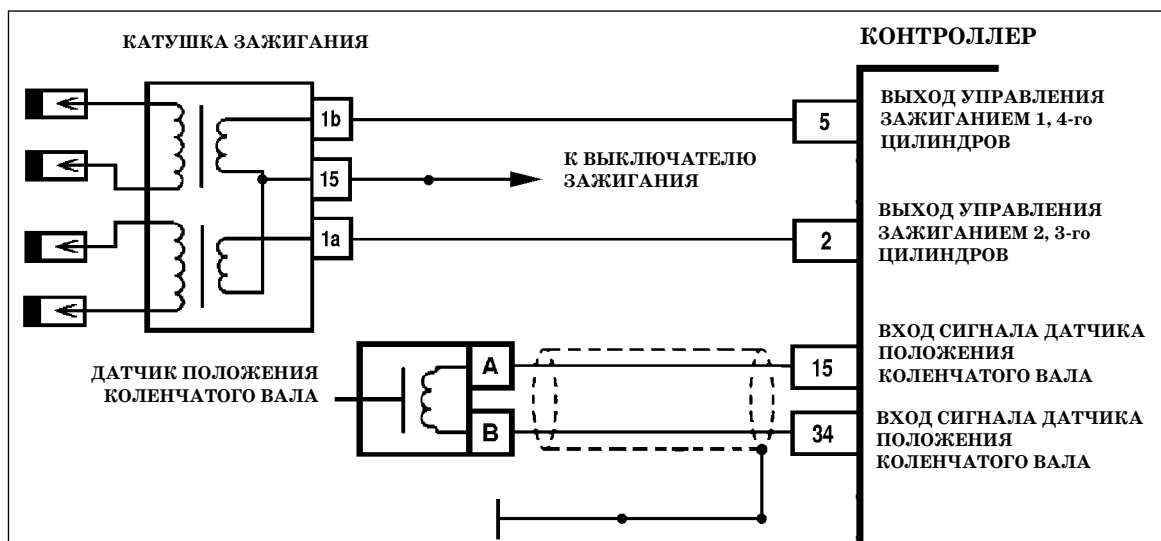 КАТУШКА ЗАЖИГАНИЯ
КОНТРОЛЛЕР
1b
5
ВЫХОД УПРАВЛЕНИЯ
ЗАЖИГАНИЕМ 1, 4-го
ЦИЛИНДРОВ
15
К ВЫКЛЮЧАТЕЛЮ
ЗАЖИГАНИЯ
1a
2
ВЫХОД УПРАВЛЕНИЯ
ЗАЖИГАНИЕМ 2, 3-го
ЦИЛИНДРОВ
ДАТЧИК ПОЛОЖЕНИЯ
КОЛЕНЧАТОГО ВАЛА
A
15
ВХОД СИГНАЛА ДАТЧИКА
ПОЛОЖЕНИЯ
КОЛЕНЧАТОГО ВАЛА
B
34
ВХОД СИГНАЛА ДАТЧИКА
ПОЛОЖЕНИЯ
КОЛЕНЧАТОГО ВАЛА